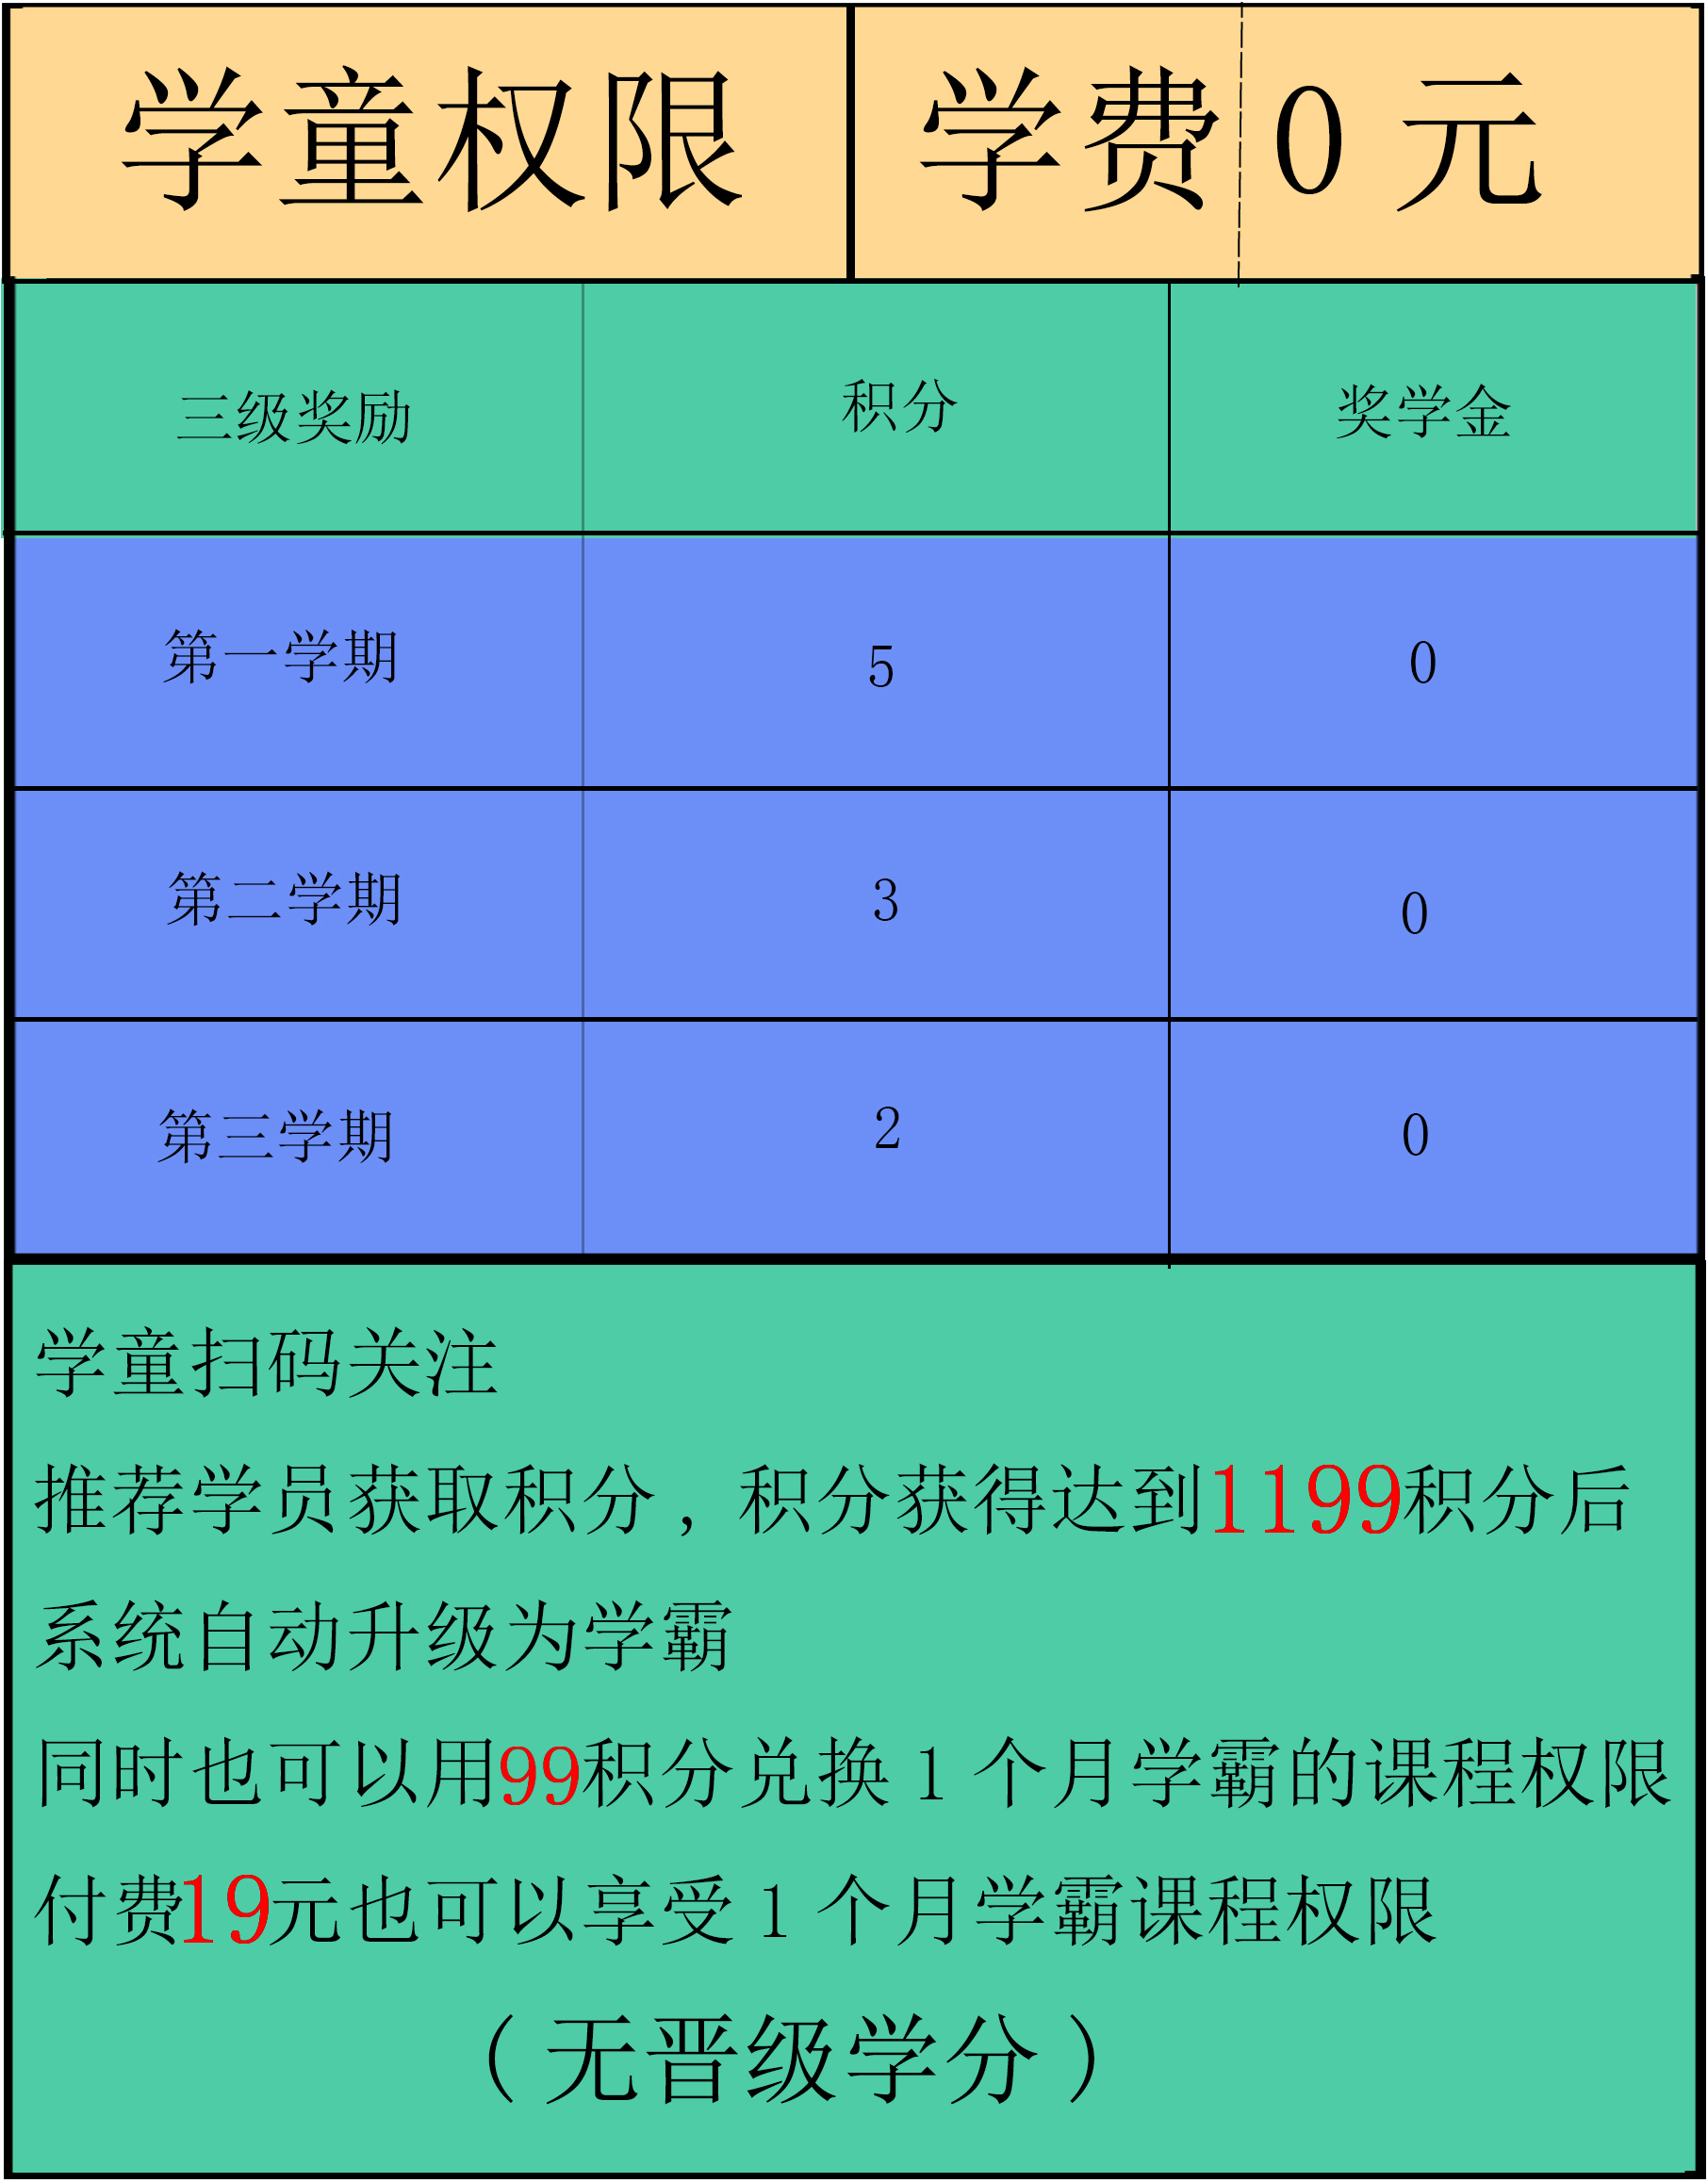 学童权限 学费0元
三级奖励 积分 奖学金
第一学期 5 0
第二学期 3 0
第三学期 2 0
学童扫码关注
推荐学员获取积分，积分获得达到1199积分后
系统自动升级为学霸
同时也可以用99积分兑换1个月学霸的课程权限
付费19元也可以享受1个月学霸课程权限
（无晋级学分）